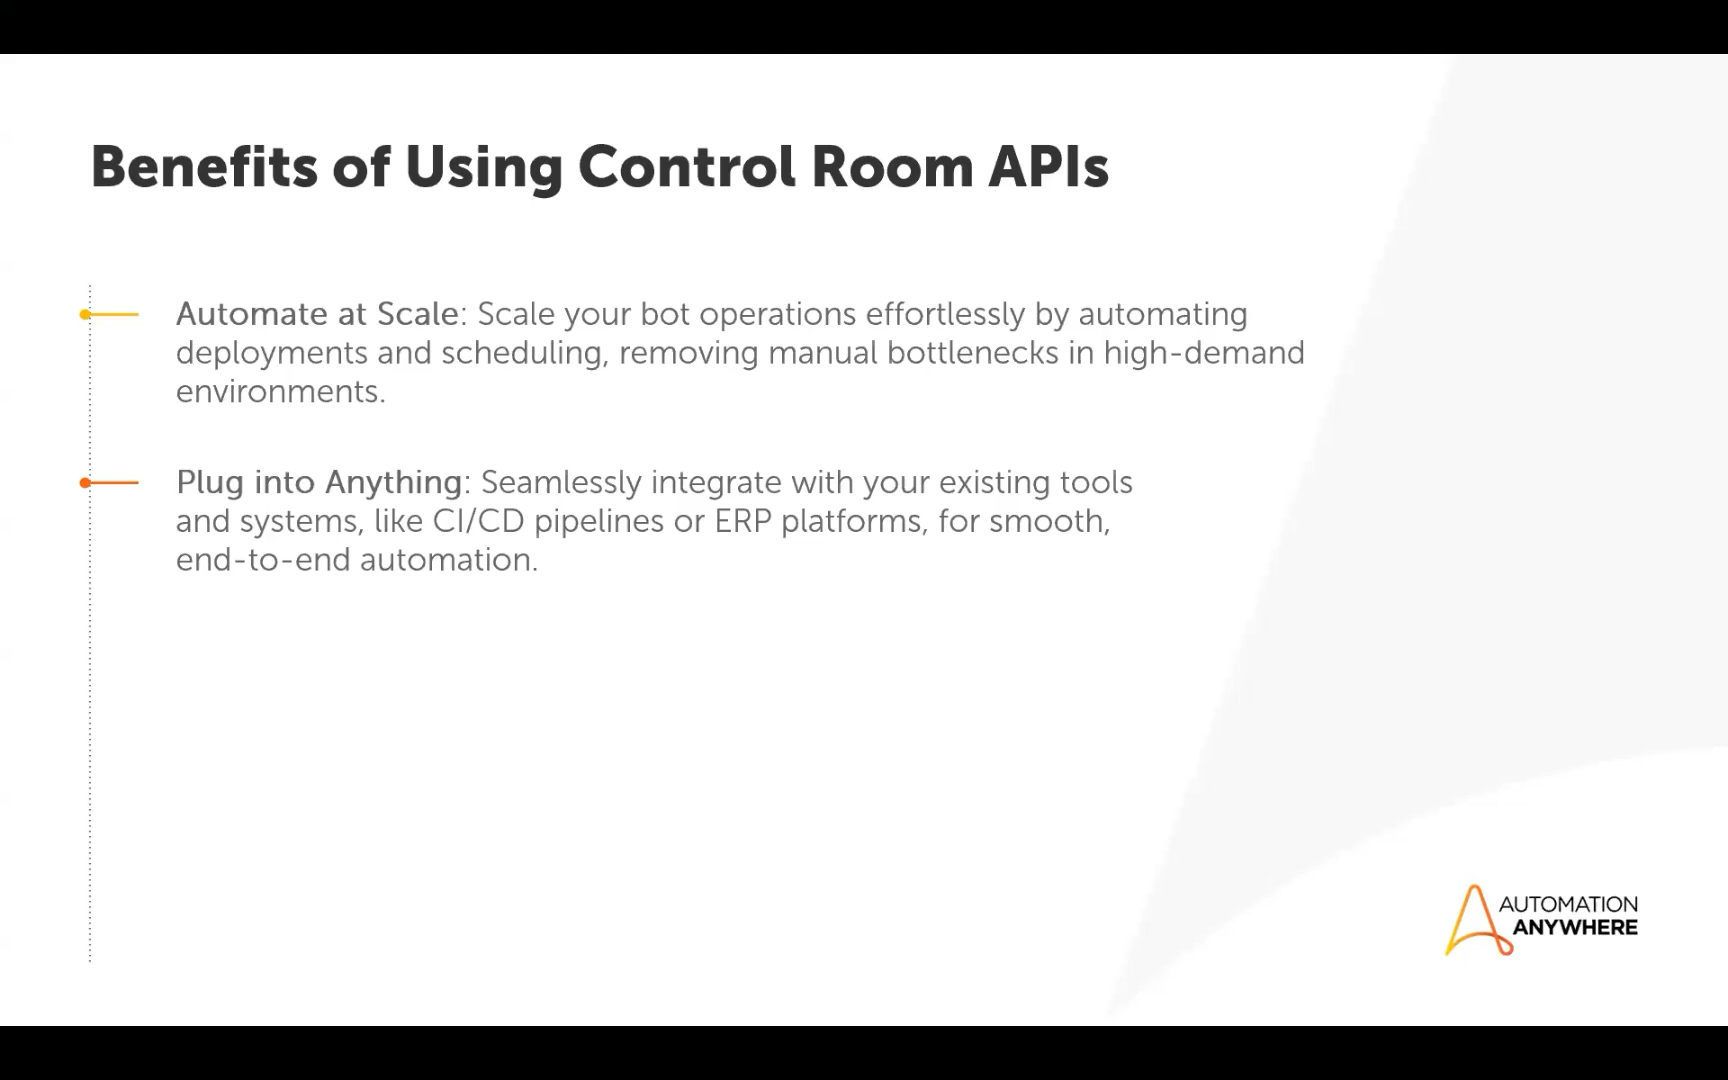 Benefits of Using Control Room APIs
Automate at Scale: Scale your bot operations effortlessly by automating
deployments and scheduling, removing manual bottlenecks in high-demand
environments.
Plug into Anything: Seamlessly integrate with your existing tools
and systems, like CI/CD pipelines or ERP platforms, for smooth,
end-to-end automation.
AUTOMATION
ANYWHERE